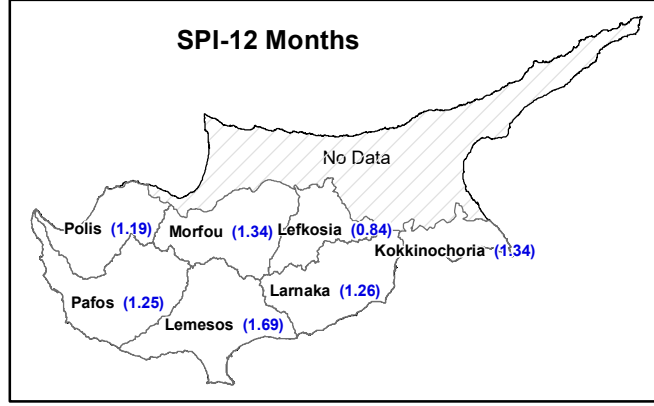 SPI-12 Months
No Data
Polis (1.19)
Morfou (1.34)
Lefkosia (0.84)
Kokkinochoria (1.34)
Pafos (1.25)
Larnaka (1.26)
Lemesos (1.69)